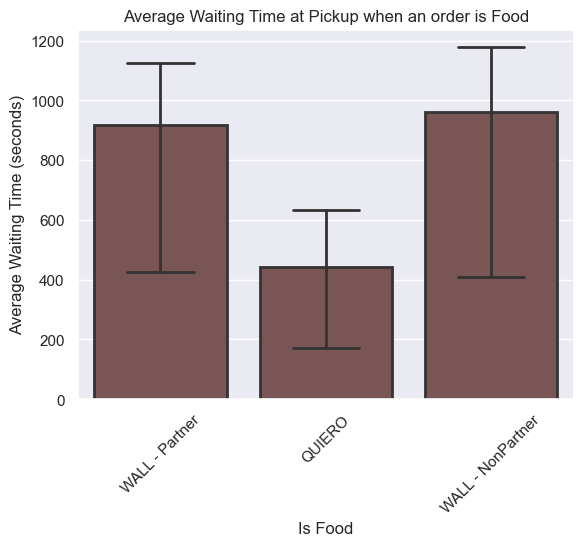 Average Waiting Time at Pickup when an order is Food
Average Waiting Time (seconds)
1200
1000
800
600
400
200
0
WALL - Partner
QUIERO
WALL - NonPartner
Is Food